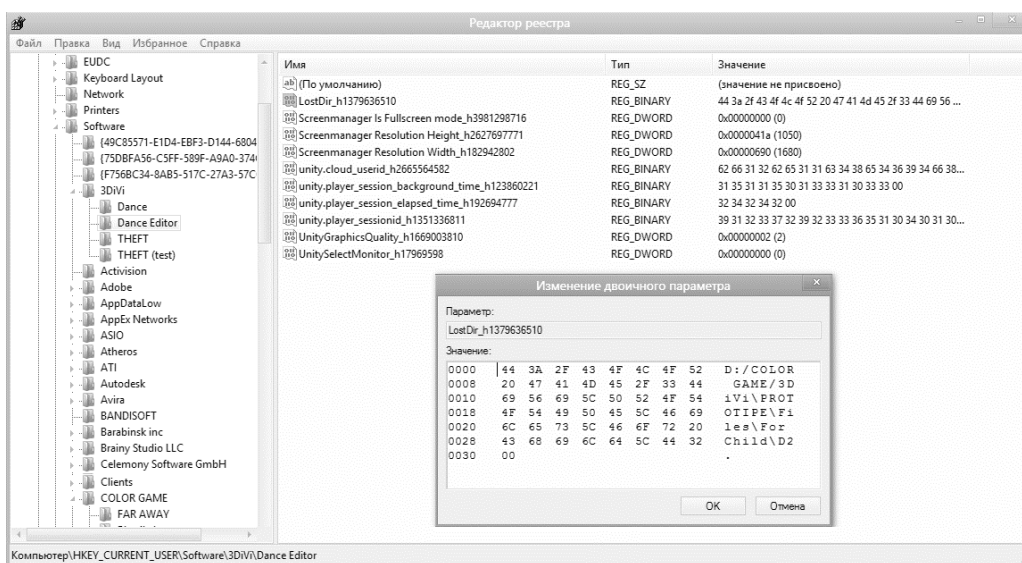 Редактор реестра
Файл Правка Вид Избранное Справка
EUDC
Keyboard Layout
Network
Printers
Software
{49C85571-E1D4-EBF3-D144-6804
{75DBFA56-C5FF-589F-A9A0-374
{F756BC34-8AB5-517C-27A3-57C
3DiVi
Dance
Dance Editor
THEFT
THEFT (test)
Activision
Adobe
AppDataLow
AppEx Networks
ASIO
Atheros
ATI
Autodesk
Avira
BANDISOFT
Barabinsk inc
Brainy Studio LLC
Celemony Software GmbH
Clients
COLOR GAME
FAR AWAY
Имя Тип Значение
(По умолчанию) REG_SZ (значение не присвоено)
LostDir_h1379636510 REG_BINARY 44 3a 2f 43 4f 4c 4f 52 20 47 41 4d 45 2f 33 44 69 56 ...
Screenmanager Is Fullscreen mode_h3981298716 REG_DWORD 0x00000000 (0)
Screenmanager Resolution Height_h2627697771 REG_DWORD 0x0000041a (1050)
Screenmanager Resolution Width_h182942802 REG_DWORD 0x00000690 (1680)
unity.cloud_userid_h2665564582 REG_BINARY 62 66 31 32 62 65 31 31 63 34 38 65 34 36 39 34 66 38...
unity.player_session_background_time_h123860221 REG_BINARY 31 35 31 31 35 30 31 33 33 31 30 33 33 00
unity.player_session_elapsed_time_h192694777 REG_BINARY 32 34 32 34 32 00
unity.player_sessionid_h1351336811 REG_BINARY 39 31 32 33 37 32 39 32 33 33 36 35 31 30 34 30 31 30...
UnityGraphicsQuality_h1669003810 REG_DWORD 0x00000002 (2)
UnitySelectMonitor_h17969598 REG_DWORD 0x00000000 (0)
Изменение двоичного параметра
Параметр:
LostDir_h1379636510
Значение:
0000 44 3A 2F 43 4F 4C 4F 52 D:/COLOR
0008 20 47 41 4D 45 2F 33 44 GAME/3D
0010 69 56 69 5C 50 52 4F 54 iVi\PROT
0018 4F 54 49 50 45 5C 46 69 OTIPE\Fi
0020 6C 65 73 5C 46 6F 72 20 les\For
0028 43 68 69 6C 64 5C 44 32 Child\D2
0030 00 .
OK Отмена
Компьютер\HKEY_CURRENT_USER\Software\3DiVi\Dance Editor